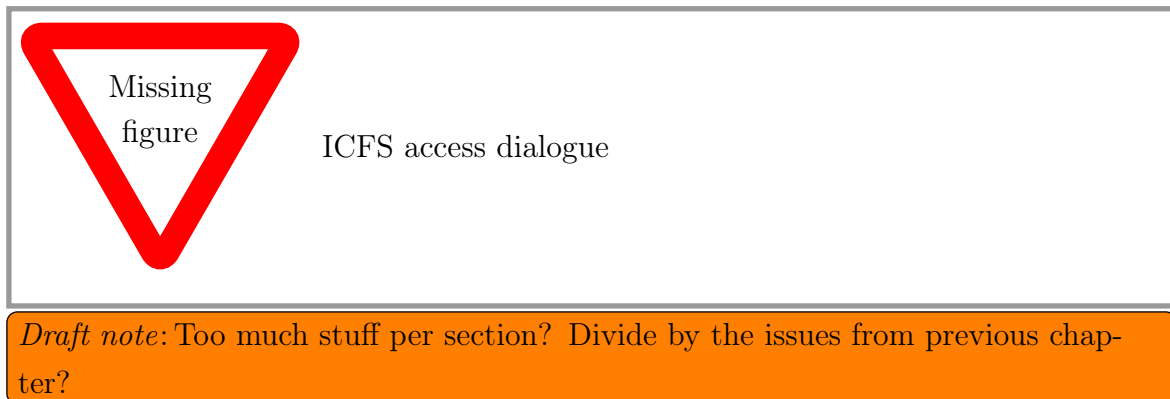 Missing
figure
ICFS access dialogue
Draft note: Too much stuff per section? Divide by the issues from previous chap-
ter?